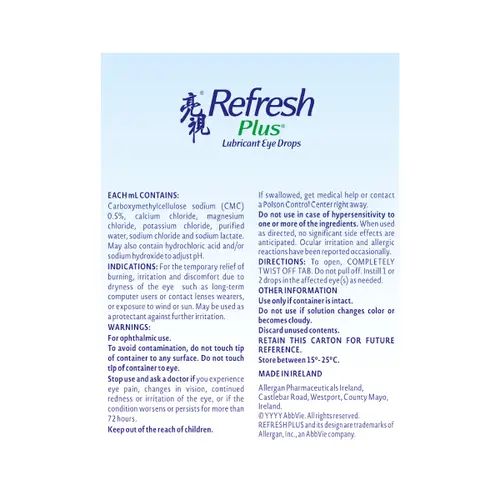 亮視® Refresh
Plus®
Lubricant Eye Drops
EACH mL CONTAINS:
Carboxymethylcellulose sodium (CMC)
0.5%, calcium chloride, magnesium
chloride, potassium chloride, purified
water, sodium chloride and sodium lactate.
May also contain hydrochloric acid and/or
sodium hydroxide to adjust pH.
INDICATIONS: For the temporary relief of
burning, irritation and discomfort due to
dryness of the eye such as long-term
computer users or contact lenses wearers,
or exposure to wind or sun. May be used as
a protectant against further irritation.
WARNINGS:
For ophthalmic use.
To avoid contamination, do not touch tip
of container to any surface. Do not touch
tip of container to eye.
Stop use and ask a doctor if you experience
eye pain, changes in vision, continued
redness or irritation of the eye, or if the
condition worsens or persists for more than
72 hours.
Keep out of the reach of children.
If swallowed, get medical help or contact
a Poison Control Center right away.
Do not use in case of hypersensitivity to
one or more of the ingredients. When used
as directed, no significant side effects are
anticipated. Ocular irritation and allergic
reactions have been reported occasionally.
DIRECTIONS: To open, COMPLETELY
TWIST OFF TAB. Do not pull off. Instill 1 or
2 drops in the affected eye(s) as needed.
OTHER INFORMATION
Use only if container is intact.
Do not use if solution changes color or
becomes cloudy.
Discard unused contents.
RETAIN THIS CARTON FOR FUTURE
REFERENCE.
Store between 15º-25ºC.
MADE IN IRELAND
Allergan Pharmaceuticals Ireland,
Castlebar Road, Westport, County Mayo,
Ireland.
© YYYY AbbVie. All rights reserved.
REFRESH PLUS and its design are trademarks of
Allergan, Inc., an AbbVie company.